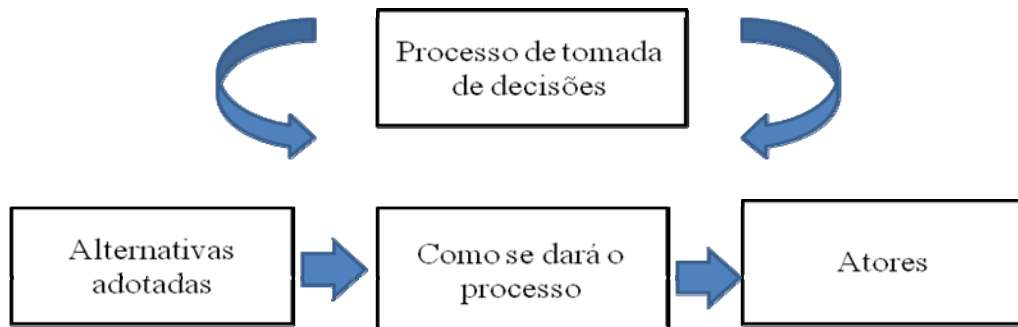 Processo de tomada
de decisões
Alternativas
adotadas
Como se dará o
processo
Atores